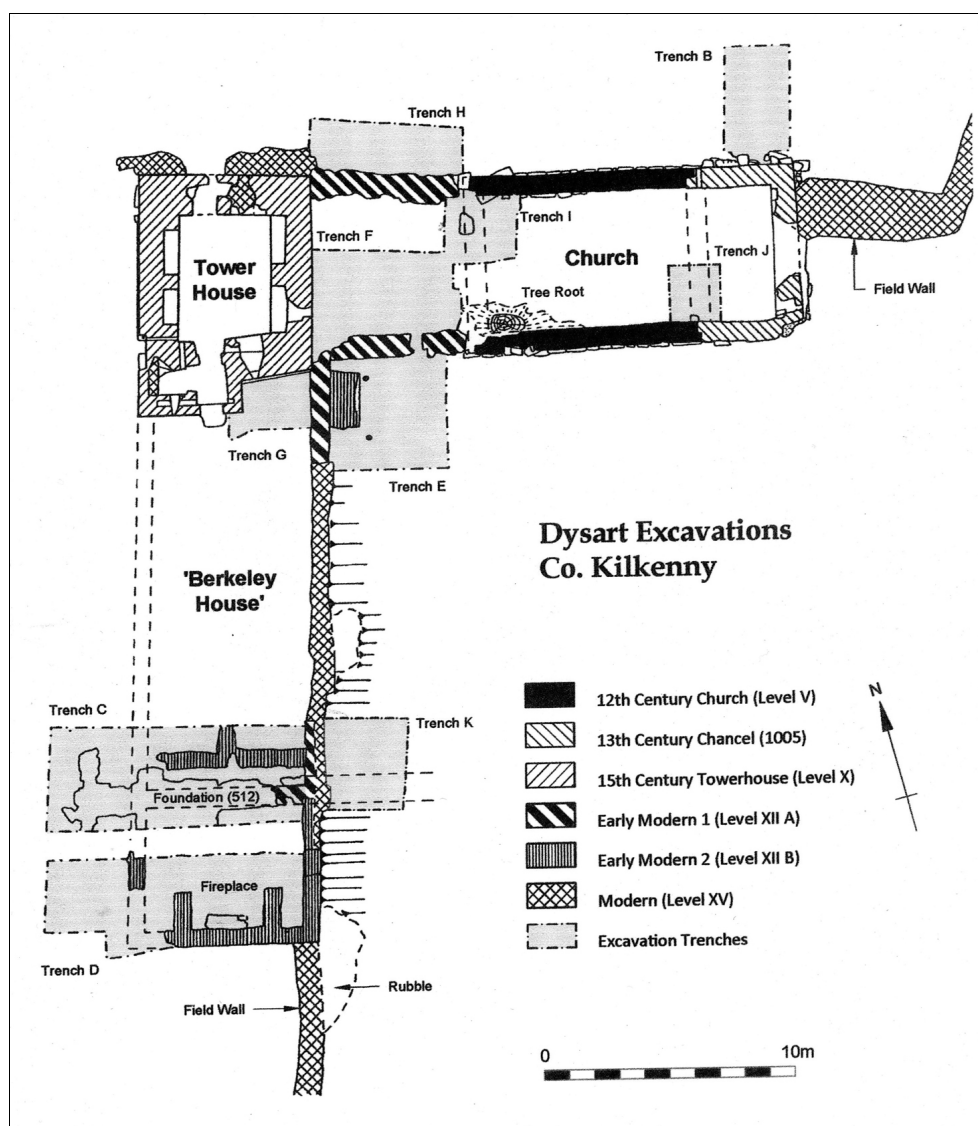 Trench B
Trench H
Trench I
Trench F
Tower
House
Church
Trench J
Tree Root
Field Wall
Trench G
Trench E
Dysart Excavations
Co. Kilkenny
'Berkeley
House'
N
12th Century Church (Level V)
13th Century Chancel (1005)
15th Century Towerhouse (Level X)
Early Modern 1 (Level XII A)
Early Modern 2 (Level XII B)
Modern (Level XV)
Excavation Trenches
Trench C
Trench K
Foundation (512)
Fireplace
Trench D
Rubble
Field Wall
0
10m